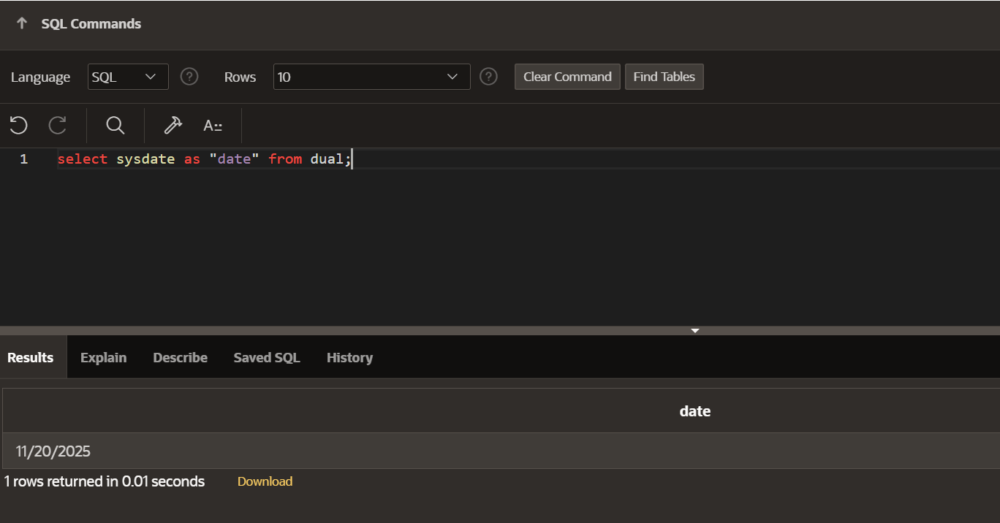 SQL Commands
Language SQL Rows 10 Clear Command Find Tables
A::
1 select sysdate as "date" from dual;
Results Explain Describe Saved SQL History
date
11/20/2025
1 rows returned in 0.01 seconds Download